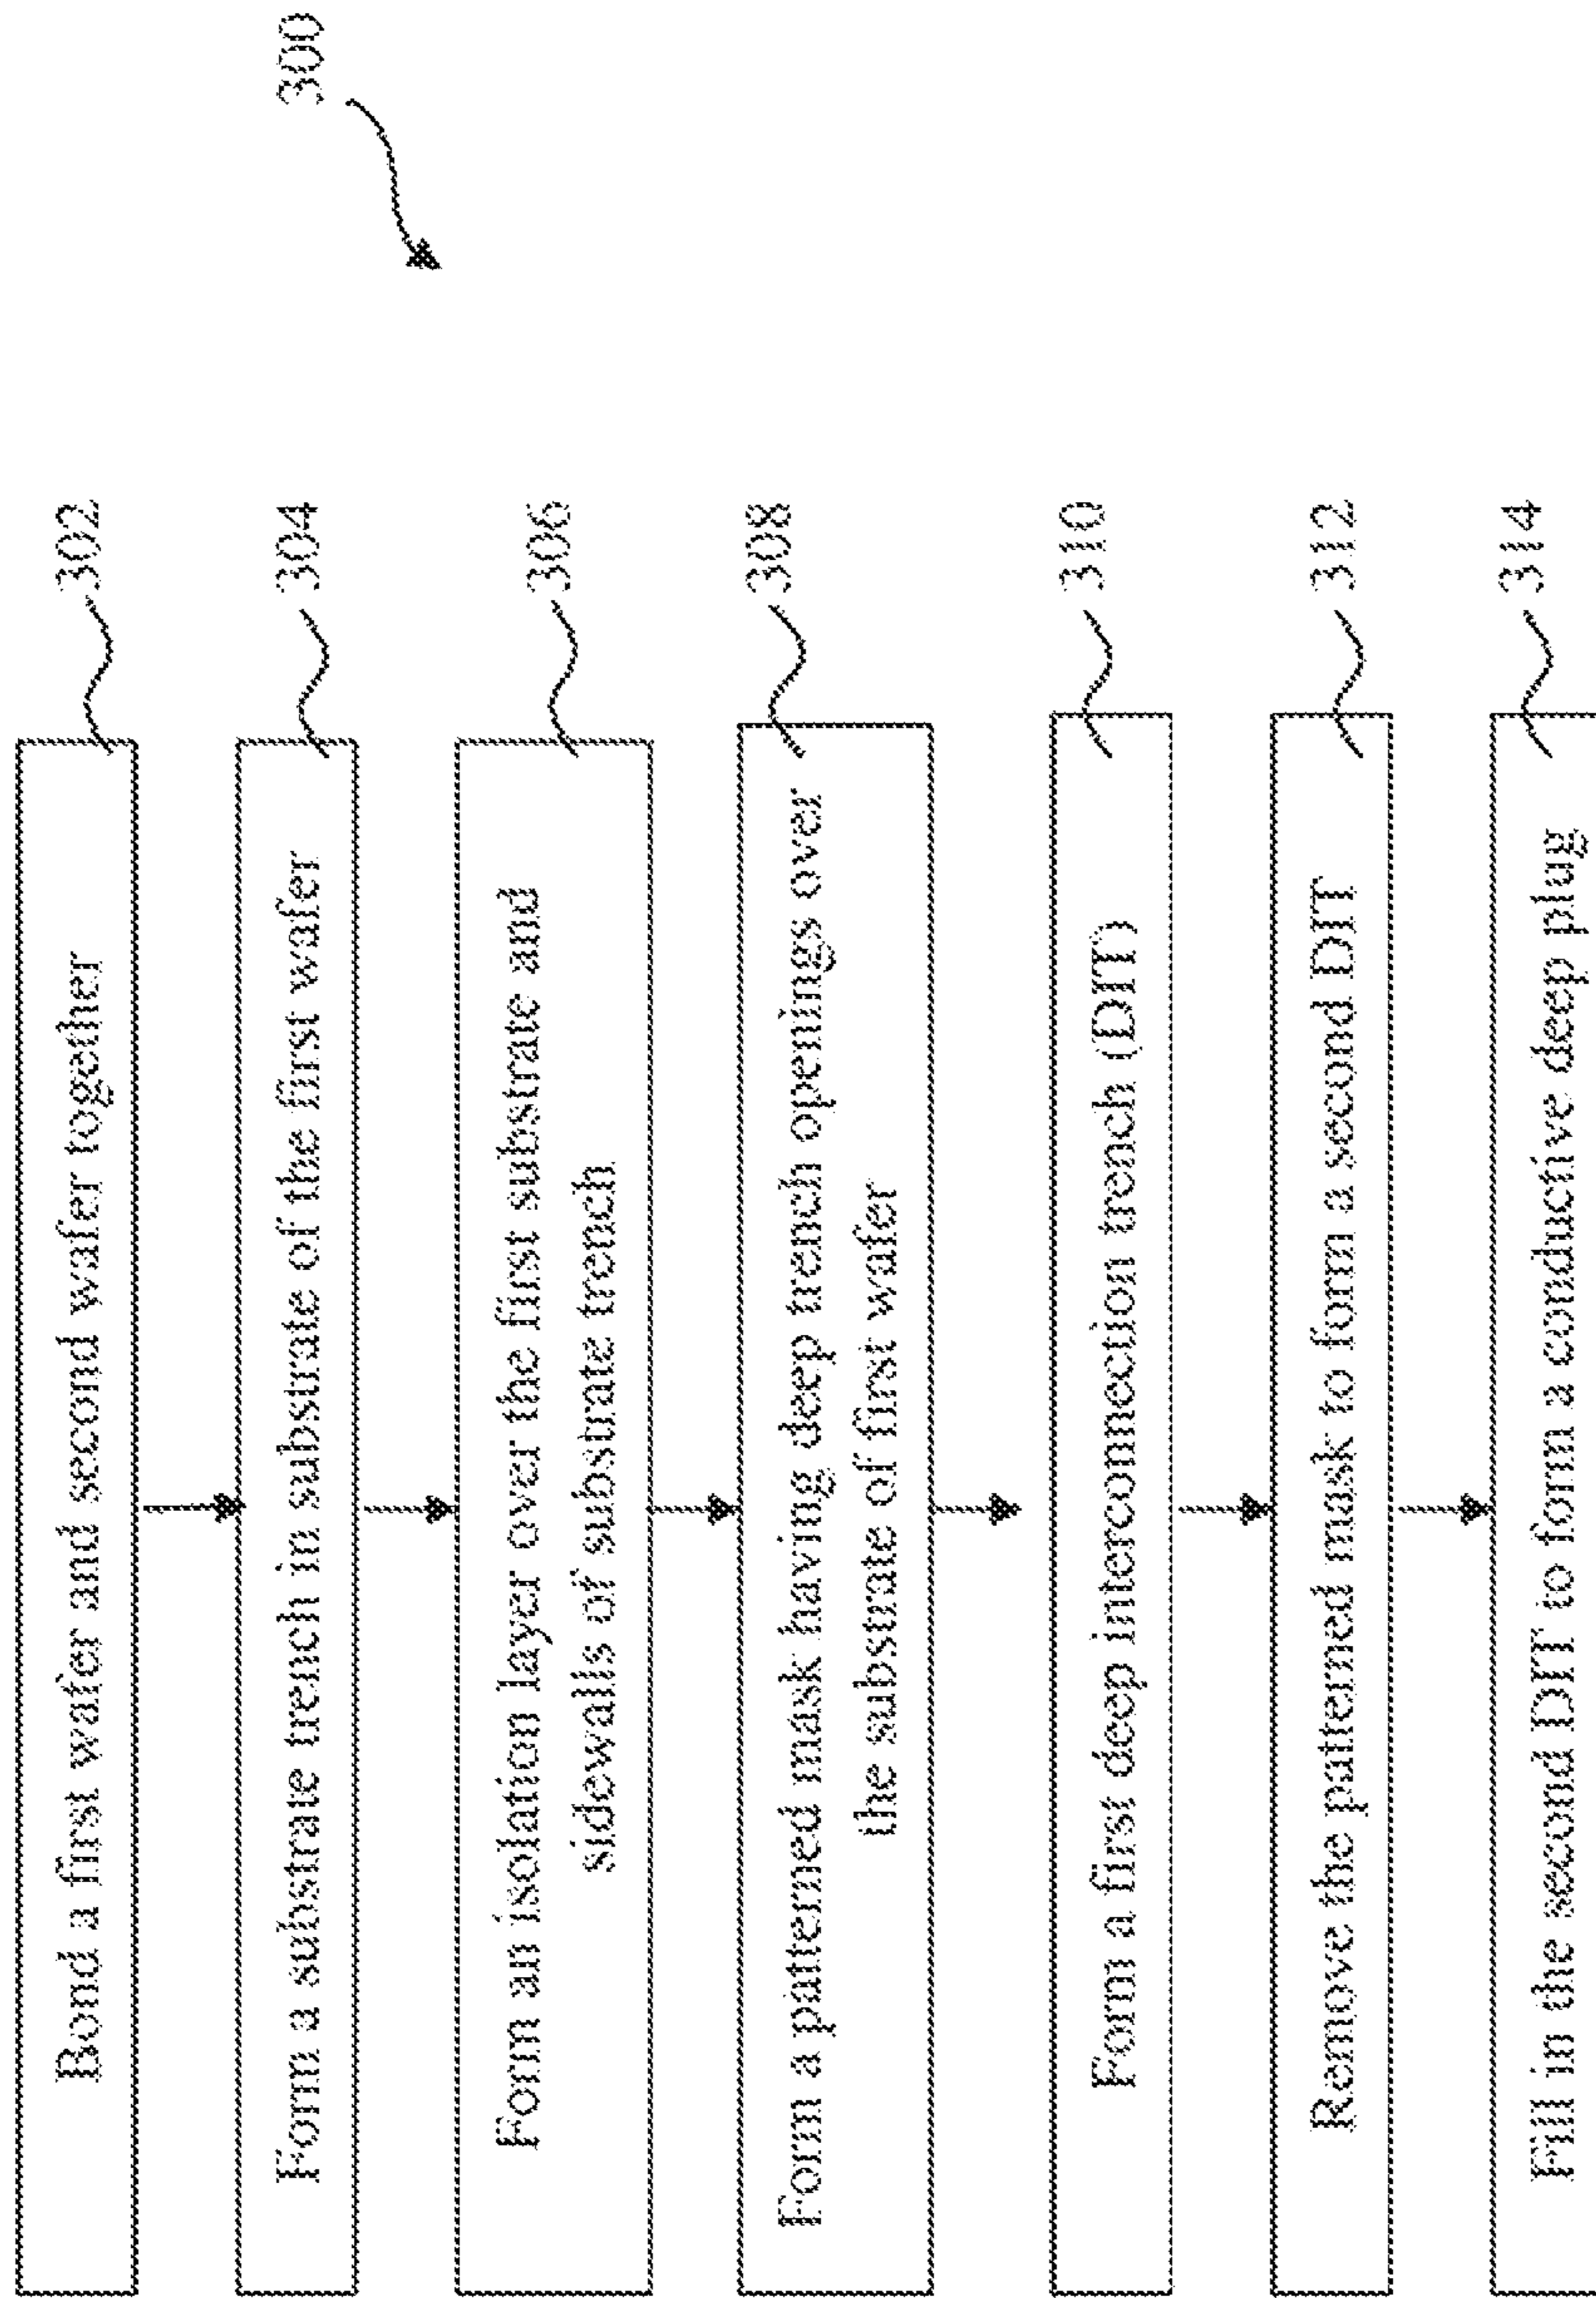 300
Bond a first wafer and second wafer together
302
Form a substrate trench in substrate of the first wafer
304
Form an isolation layer over the first substrate and
sidewalls of substrate trench
306
Form a patterned mask having deep trench openings over
the substrate of first wafer
308
Form a first deep interconnection trench (DIT)
310
Remove the patterned mask to form a second DIT
312
Fill in the second DIT to form a conductive deep plug
314